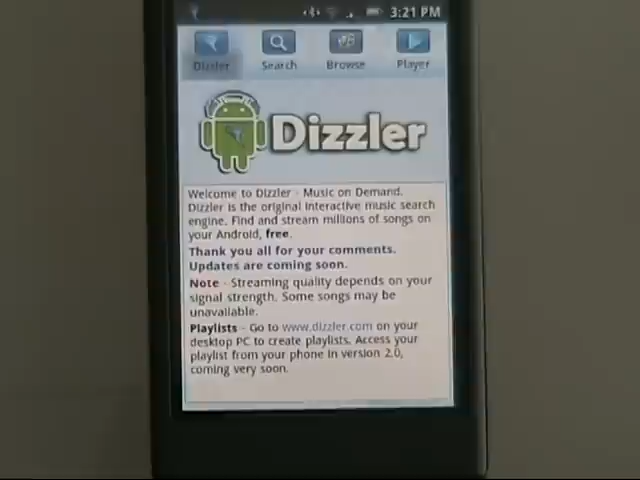 3:21 PM
Dizzler Search Browse Player
Dizzler
Welcome to Dizzler - Music on Demand.
Dizzler is the original interactive music search
engine. Find and stream millions of songs on
your Android, free.
Thank you all for your comments.
Updates are coming soon.
Note - Streaming quality depends on your
signal strength. Some songs may be
unavailable.
Playlists - Go to www.dizzler.com on your
desktop PC to create playlists. Access your
playlist from your phone in version 2.0,
coming very soon.